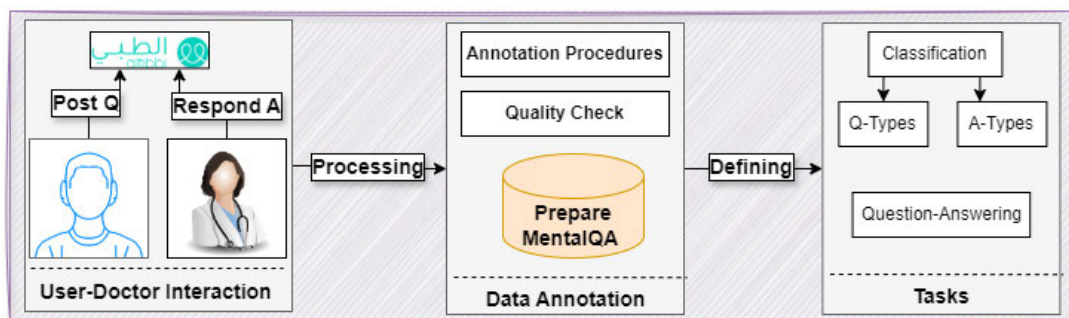 الطبي
altibbi
Post Q
Respond A
User-Doctor Interaction
Processing
Annotation Procedures
Quality Check
Prepare
MentalQA
Data Annotation
Defining
Classification
Q-Types
A-Types
Question-Answering
Tasks